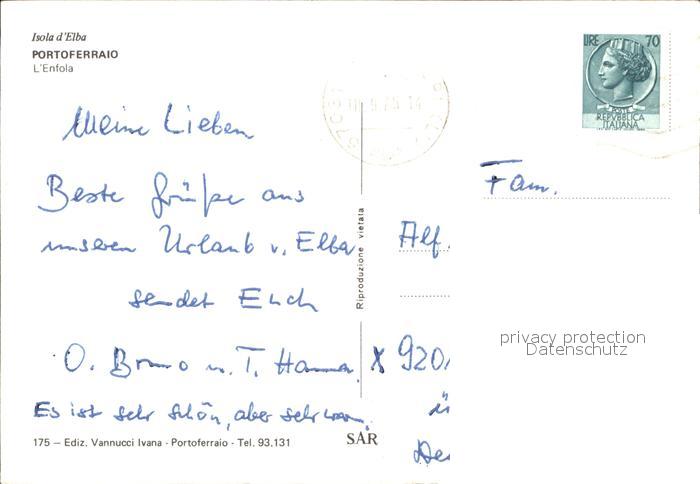 Isola d'Elba
PORTOFERRAIO
L'Enfola
LIRE 70
POSTE
REPVBBLICA
ITALIANA
Meine Lieben
Beste Grüße aus
unseren Urlaub v. Elba
sendet Euch
O. Bruno u. T. Hanna
Es ist sehr schön, aber sehr warm.
Riproduzione vietata
Fam.
Alf.
X 920
privacy protection
Datenschutz
175 — Ediz. Vannucci Ivana - Portoferraio - Tel. 93.131
SAR